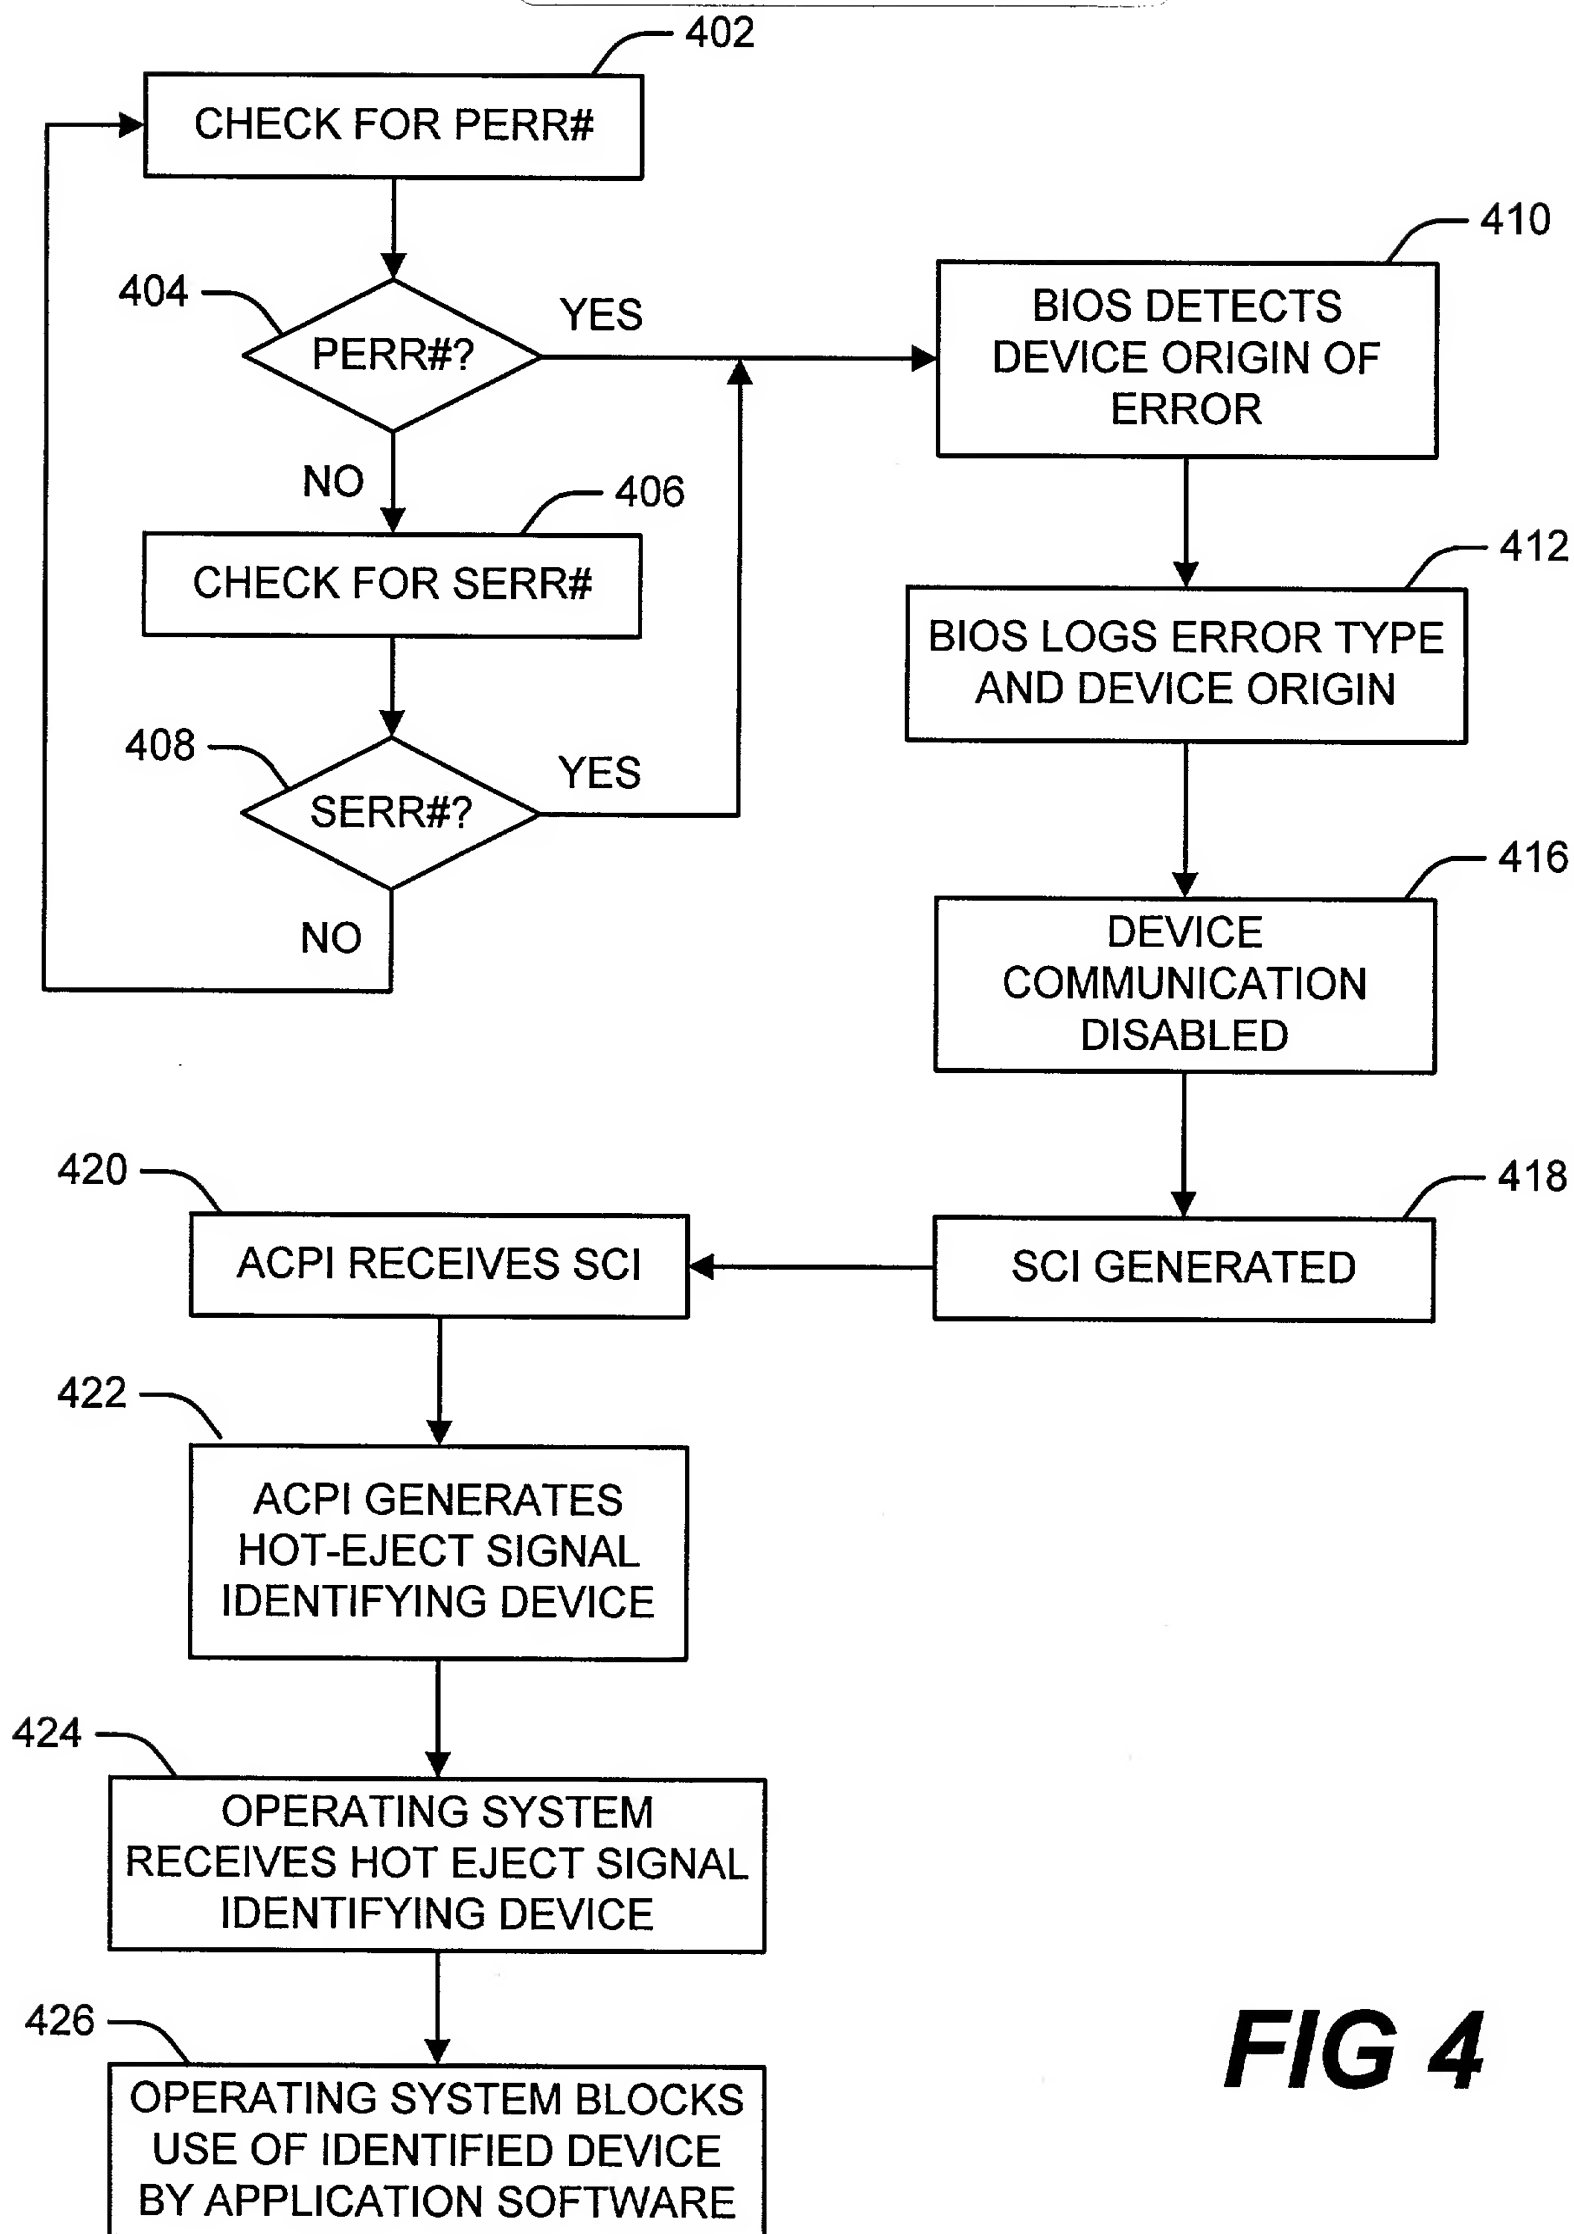 402
CHECK FOR PERR#
404
PERR#?
YES
NO
406
CHECK FOR SERR#
408
SERR#?
YES
NO
410
BIOS DETECTS
DEVICE ORIGIN OF
ERROR
412
BIOS LOGS ERROR TYPE
AND DEVICE ORIGIN
416
DEVICE
COMMUNICATION
DISABLED
418
SCI GENERATED
420
ACPI RECEIVES SCI
422
ACPI GENERATES
HOT-EJECT SIGNAL
IDENTIFYING DEVICE
424
OPERATING SYSTEM
RECEIVES HOT EJECT SIGNAL
IDENTIFYING DEVICE
426
OPERATING SYSTEM BLOCKS
USE OF IDENTIFIED DEVICE
BY APPLICATION SOFTWARE
FIG 4